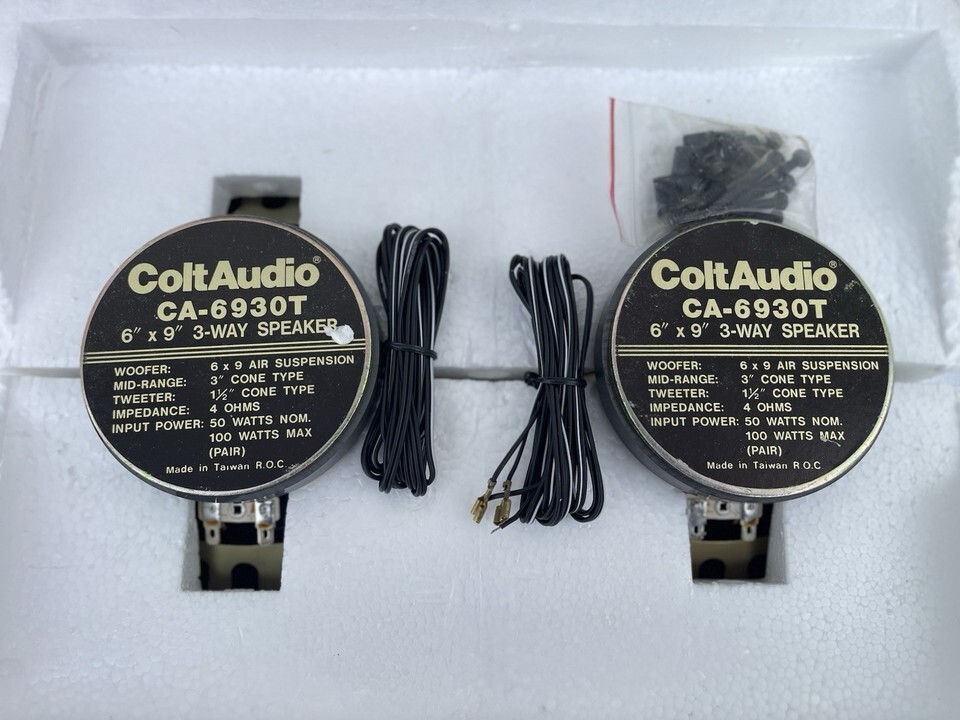 ColtAudio®
CA-6930T
6" x 9" 3-WAY SPEAKER
WOOFER: 6 x 9 AIR SUSPENSION
MID-RANGE: 3" CONE TYPE
TWEETER: 1½" CONE TYPE
IMPEDANCE: 4 OHMS
INPUT POWER: 50 WATTS NOM.
100 WATTS MAX
(PAIR)
Made in Taiwan R.O.C.
ColtAudio®
CA-6930T
6" x 9" 3-WAY SPEAKER
WOOFER: 6 x 9 AIR SUSPENSION
MID-RANGE: 3" CONE TYPE
TWEETER: 1½" CONE TYPE
IMPEDANCE: 4 OHMS
INPUT POWER: 50 WATTS NOM.
100 WATTS MAX
(PAIR)
Made in Taiwan R.O.C.